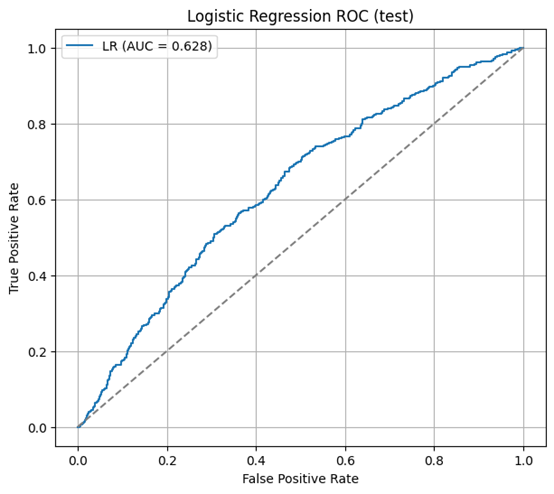 Logistic Regression ROC (test)
LR (AUC = 0.628)
1.0
0.8
0.6
0.4
0.2
0.0
True Positive Rate
0.0 0.2 0.4 0.6 0.8 1.0
False Positive Rate